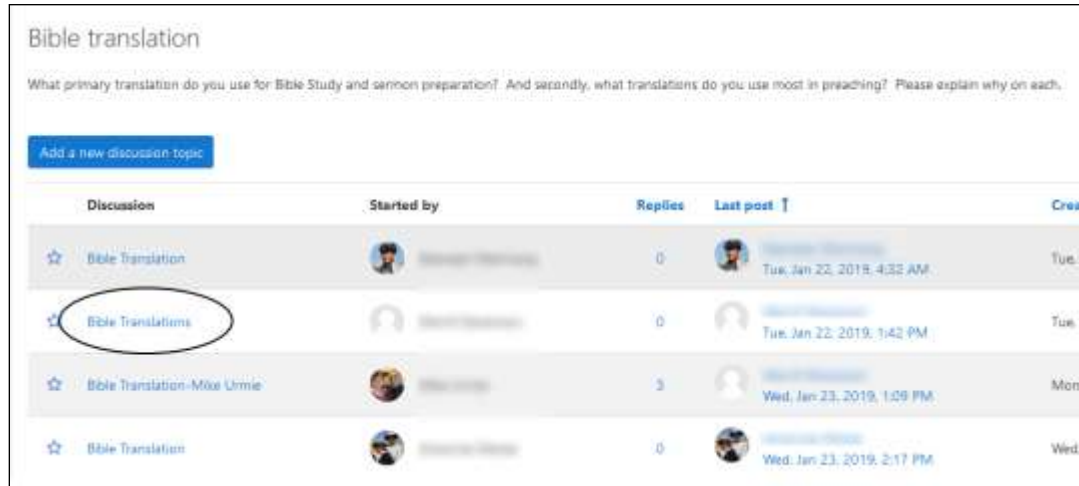 Bible translation
What primary translation do you use for Bible Study and sermon preparation? And secondly, what translations do you use most in preaching? Please explain why on each.
Add a new discussion topic
Discussion Started by Replies Last post ↑ Crea
Bible Translation 0
Tue, Jan 22, 2019, 4:32 AM Tue,
Bible Translations 0
Tue, Jan 22, 2019, 1:42 PM Tue,
Bible Translation-Mike Urmie 3
Wed, Jan 23, 2019, 1:09 PM Mon
Bible Translation 0
Wed, Jan 23, 2019, 2:17 PM Wed,